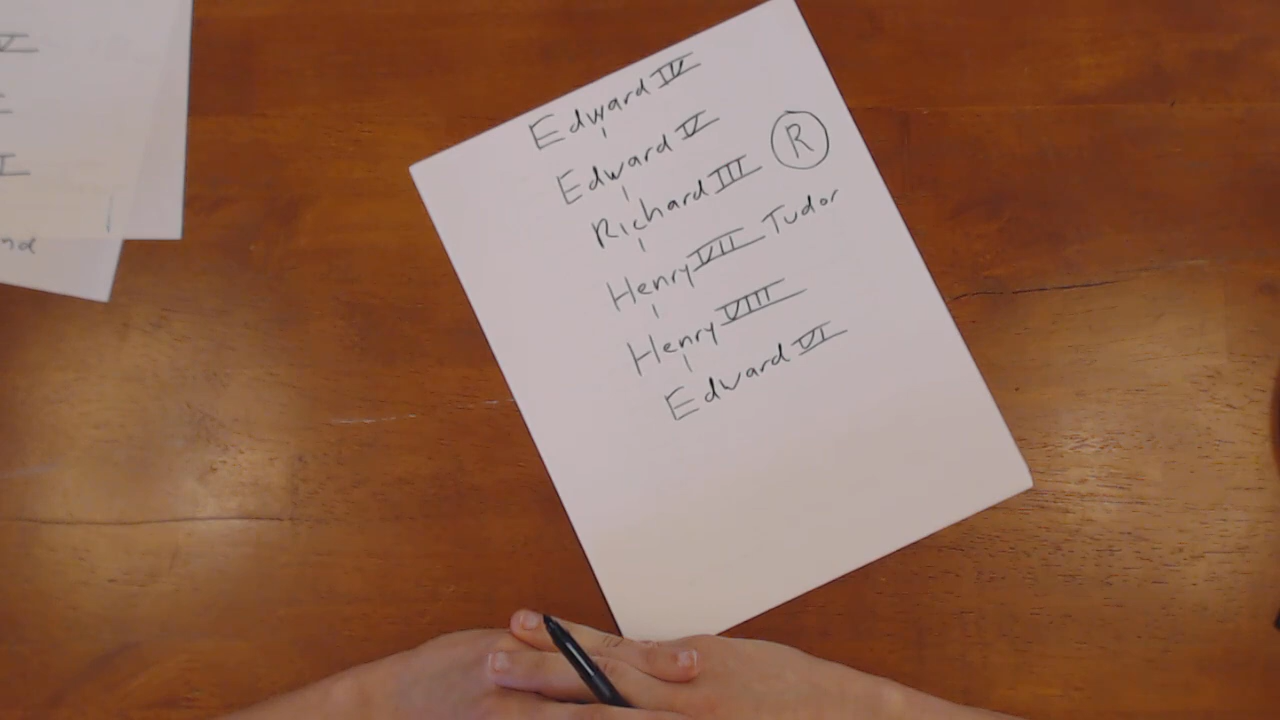 Edward IV
Edward V
Richard III R
Henry VII Tudor
Henry VIII
Edward VI
V
I